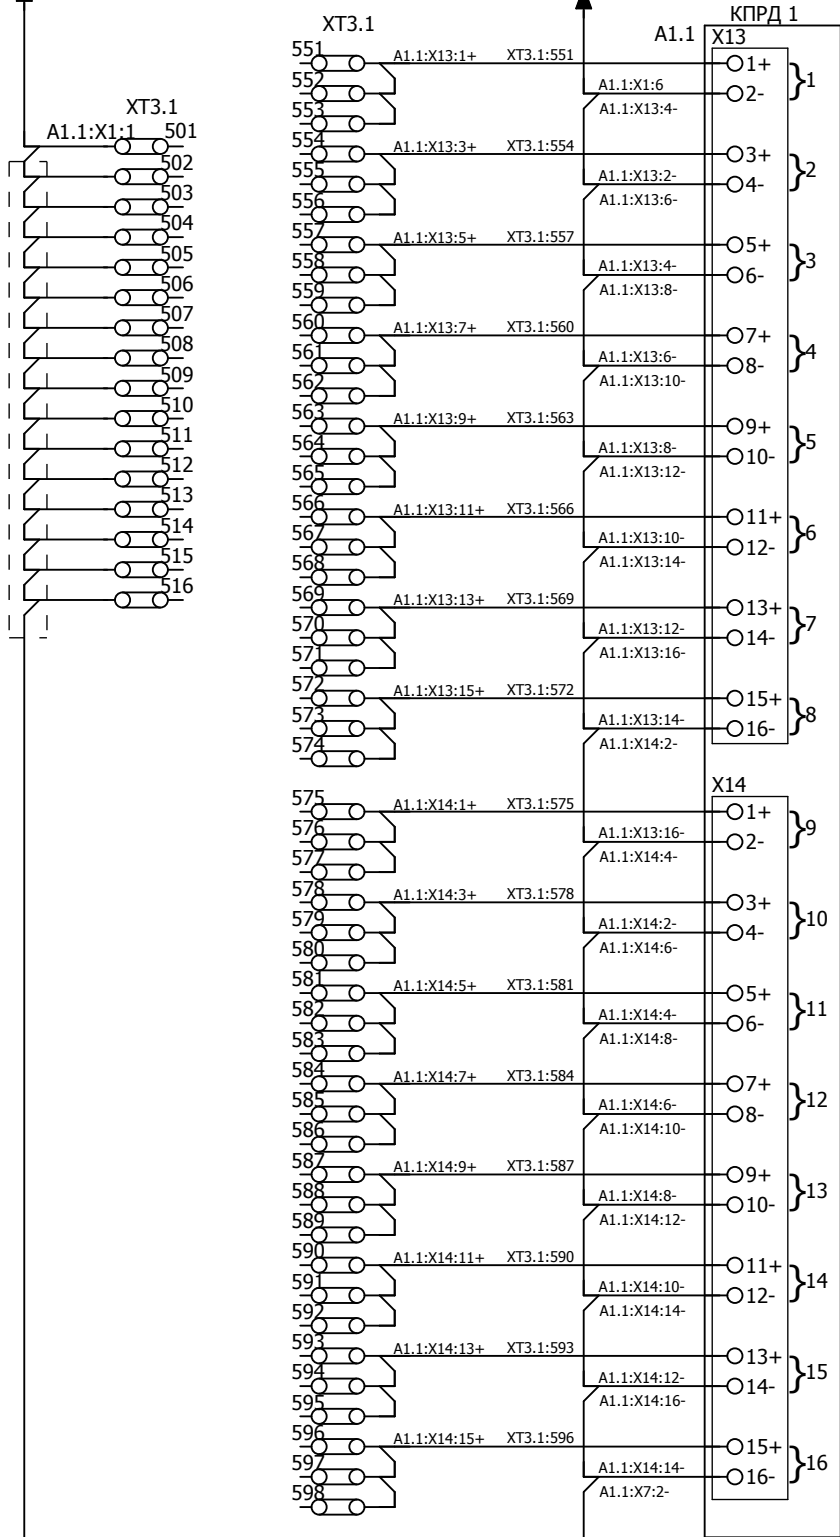 КПРД 1
XT3.1
A1.1 X13
551 A1.1:X13:1+ XT3.1:551 1+
552 A1.1:X1:6 2- 1
553 A1.1:X13:4-
554 A1.1:X13:3+ XT3.1:554 3+
555 A1.1:X13:2- 4- 2
556 A1.1:X13:6-
557 A1.1:X13:5+ XT3.1:557 5+
558 A1.1:X13:4- 6- 3
559 A1.1:X13:8-
560 A1.1:X13:7+ XT3.1:560 7+
561 A1.1:X13:6- 8- 4
562 A1.1:X13:10-
563 A1.1:X13:9+ XT3.1:563 9+
564 A1.1:X13:8- 10- 5
565 A1.1:X13:12-
566 A1.1:X13:11+ XT3.1:566 11+
567 A1.1:X13:10- 12- 6
568 A1.1:X13:14-
569 A1.1:X13:13+ XT3.1:569 13+
570 A1.1:X13:12- 14- 7
571 A1.1:X13:16-
572 A1.1:X13:15+ XT3.1:572 15+
573 A1.1:X13:14- 16- 8
574 A1.1:X14:2-
XT3.1
A1.1:X1:1 501
502
503
504
505
506
507
508
509
510
511
512
513
514
515
516
X14
575 A1.1:X14:1+ XT3.1:575 1+
576 A1.1:X13:16- 2- 9
577 A1.1:X14:4-
578 A1.1:X14:3+ XT3.1:578 3+
579 A1.1:X14:2- 4- 10
580 A1.1:X14:6-
581 A1.1:X14:5+ XT3.1:581 5+
582 A1.1:X14:4- 6- 11
583 A1.1:X14:8-
584 A1.1:X14:7+ XT3.1:584 7+
585 A1.1:X14:6- 8- 12
586 A1.1:X14:10-
587 A1.1:X14:9+ XT3.1:587 9+
588 A1.1:X14:8- 10- 13
589 A1.1:X14:12-
590 A1.1:X14:11+ XT3.1:590 11+
591 A1.1:X14:10- 12- 14
592 A1.1:X14:14-
593 A1.1:X14:13+ XT3.1:593 13+
594 A1.1:X14:12- 14- 15
595 A1.1:X14:16-
596 A1.1:X14:15+ XT3.1:596 15+
597 A1.1:X14:14- 16- 16
598 A1.1:X7:2-